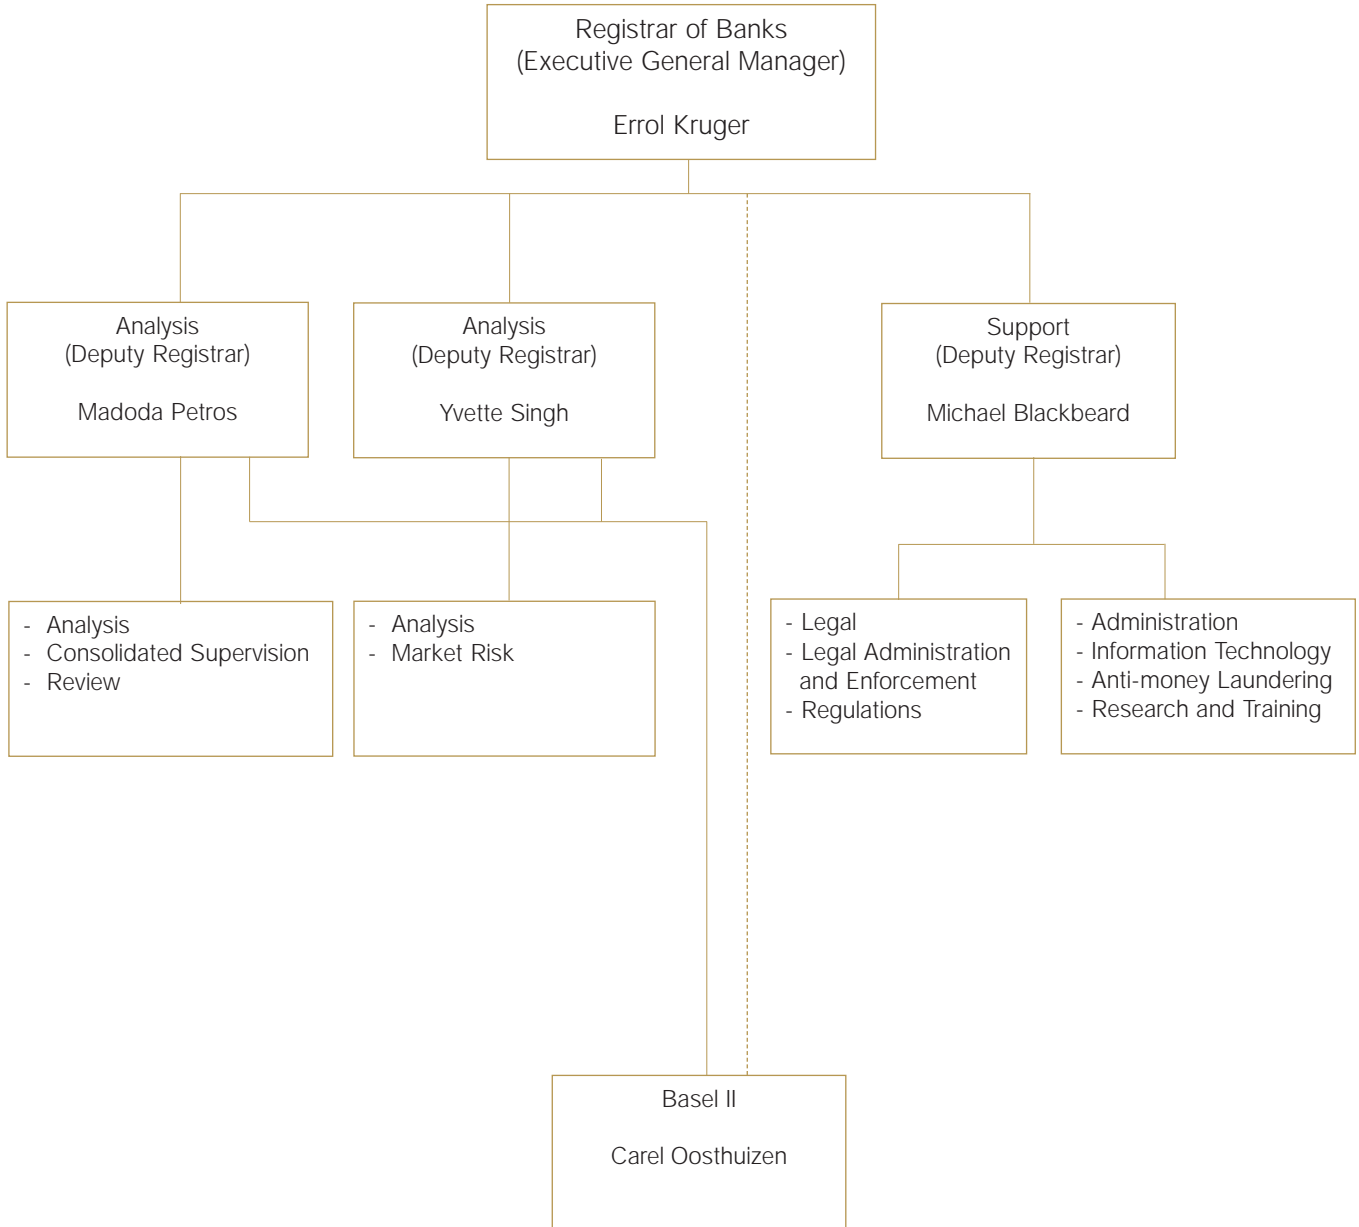 Registrar of Banks
(Executive General Manager)
Errol Kruger
Analysis
(Deputy Registrar)
Madoda Petros
Analysis
(Deputy Registrar)
Yvette Singh
Support
(Deputy Registrar)
Michael Blackbeard
- Analysis
- Consolidated Supervision
- Review
- Analysis
- Market Risk
- Legal
- Legal Administration
and Enforcement
- Regulations
- Administration
- Information Technology
- Anti-money Laundering
- Research and Training
Basel II
Carel Oosthuizen